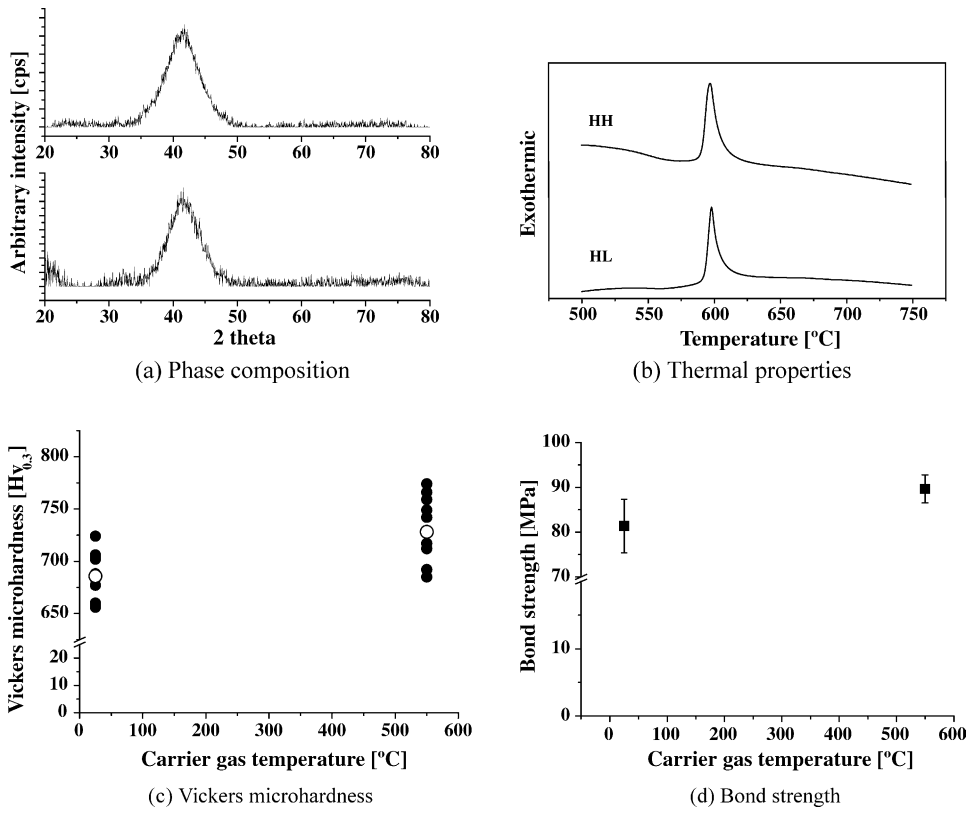 Arbitrary intensity [cps]
20 30 40 50 60 70 80
20 30 40 50 60 70 80
2 theta
(a) Phase composition
Exothermic
HH
HL
500 550 600 650 700 750
Temperature [ºC]
(b) Thermal properties
Vickers microhardness [Hv0.3]
800
750
700
650
20
10
0
0 100 200 300 400 500 600
Carrier gas temperature [ºC]
(c) Vickers microhardness
Bond strength [MPa]
100
90
80
70
10
0
0 100 200 300 400 500 600
Carrier gas temperature [ºC]
(d) Bond strength